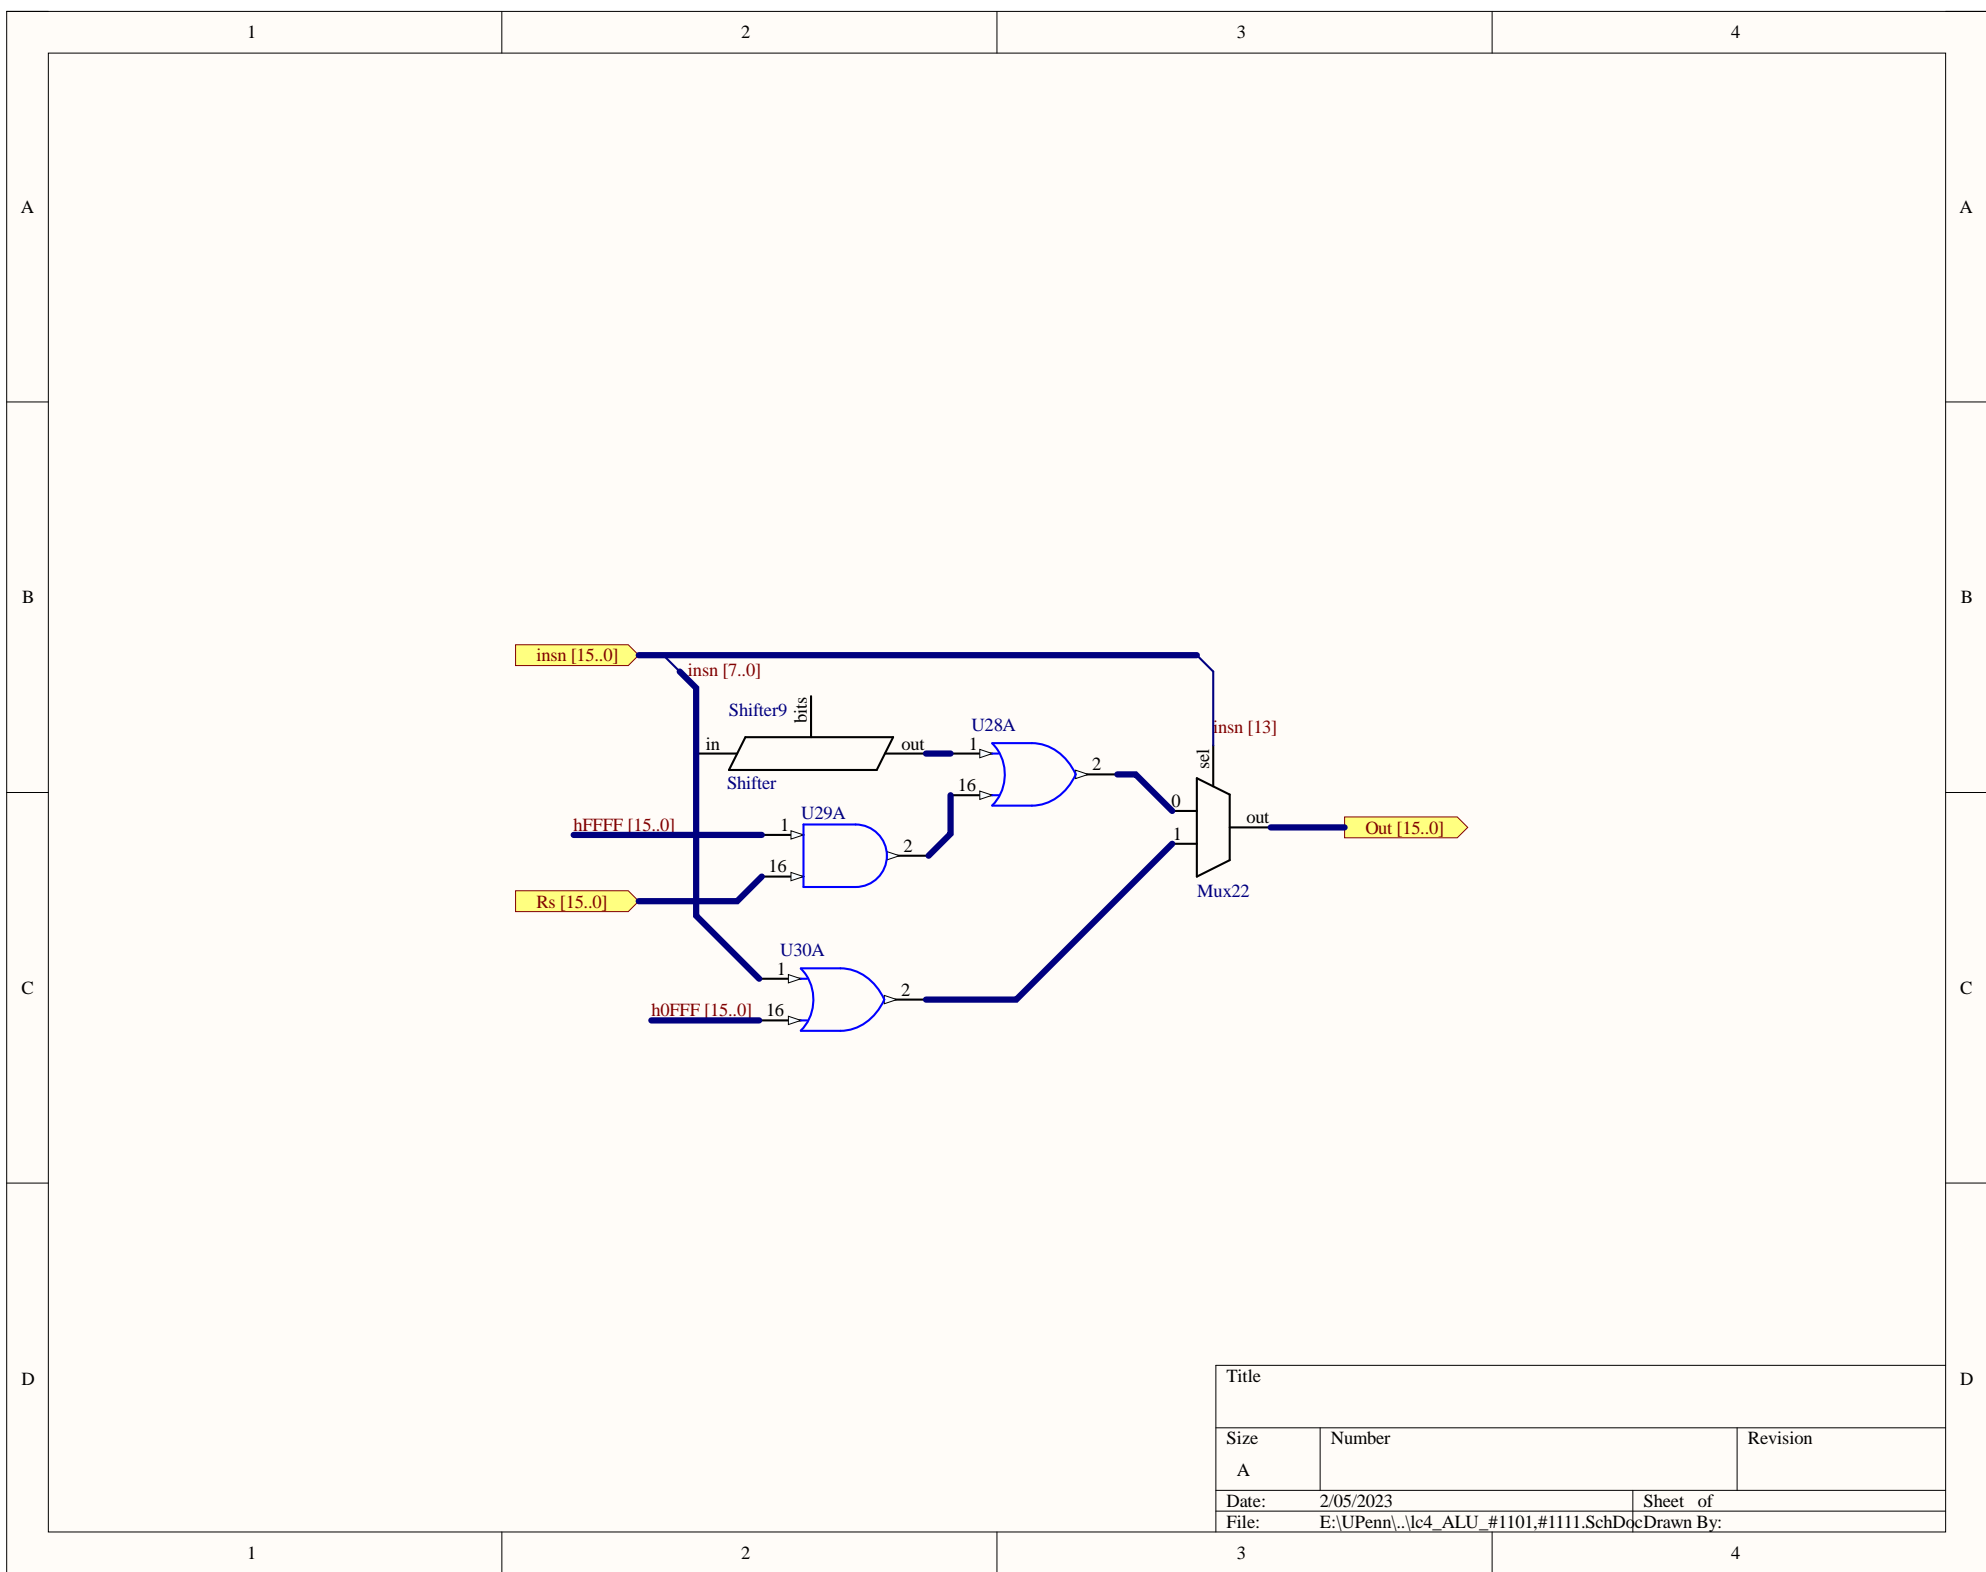 1 2 3 4
A A
B B
insn [15..0]
insn [7..0]
Shifter9 bits
U28A
insn [13]
in out 1 2 sel
Shifter
16 0
U29A
hFFFF [15..0] 1
out Out [15..0]
1
2
16
Rs [15..0]
Mux22
U30A
1
2
C C
h0FFF [15..0] 16
D D
Title
Size Number Revision
A
Date: 2/05/2023 Sheet of
File: E:\UPenn\..\lc4_ALU_#1101,#1111.SchDoc Drawn By:
1 2 3 4